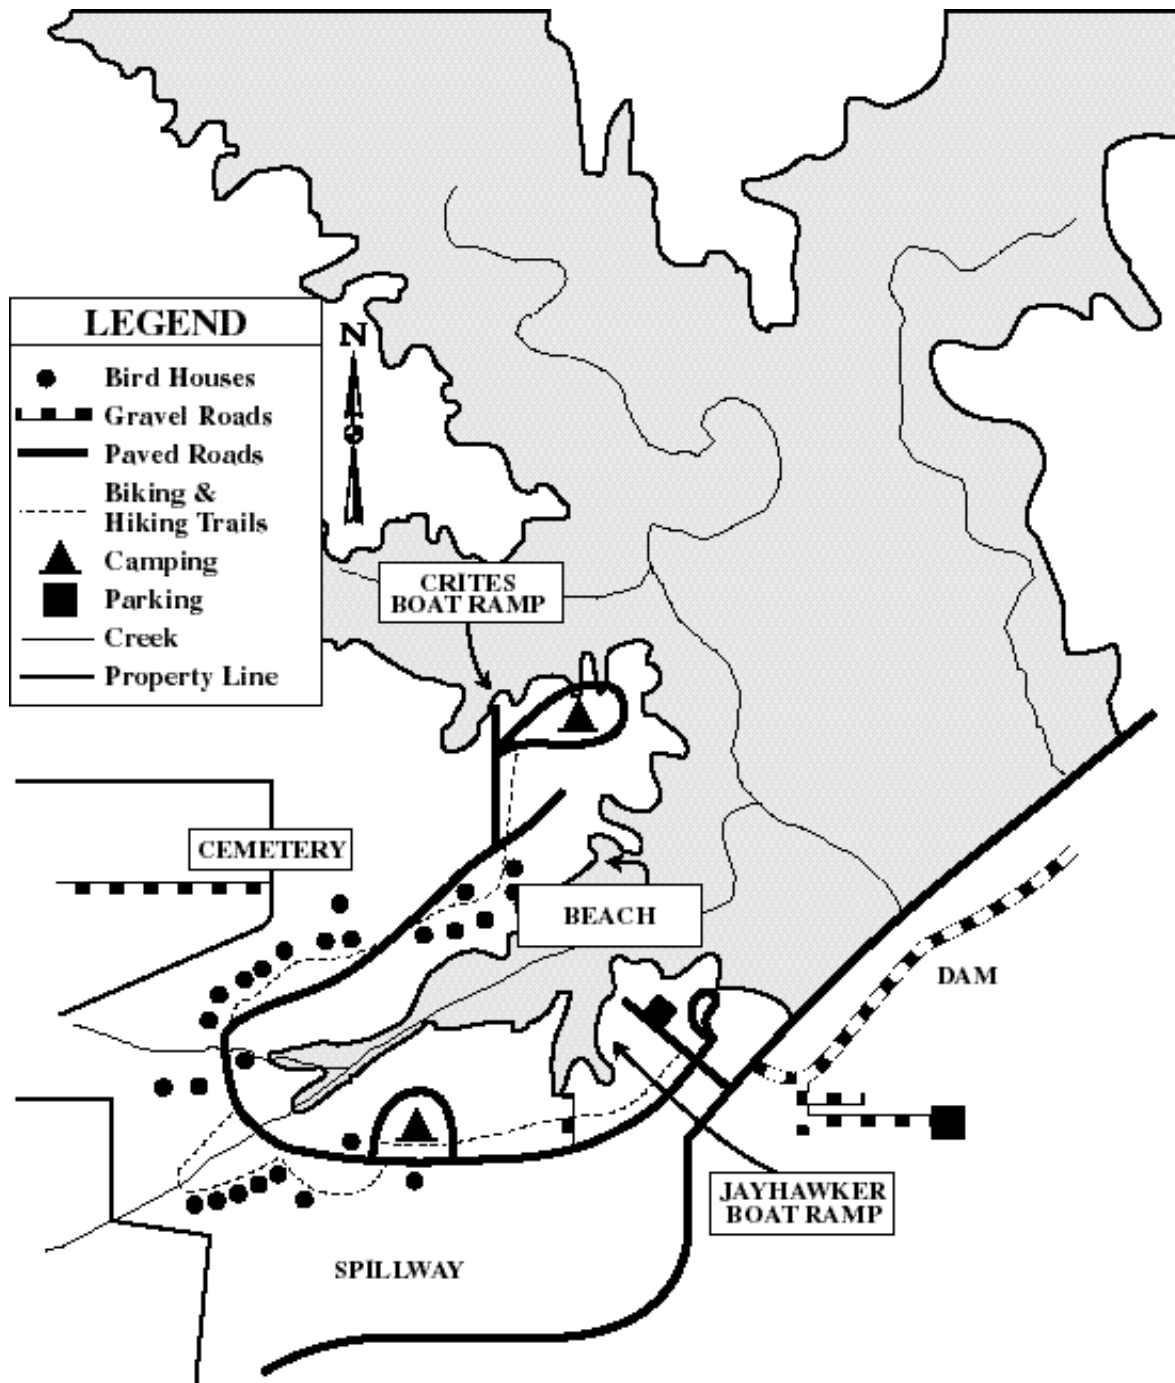 LEGEND
Bird Houses
Gravel Roads
Paved Roads
Biking &
Hiking Trails
Camping
Parking
Creek
Property Line
N
CRITES
BOAT RAMP
CEMETERY
BEACH
DAM
JAYHAWKER
BOAT RAMP
SPILLWAY